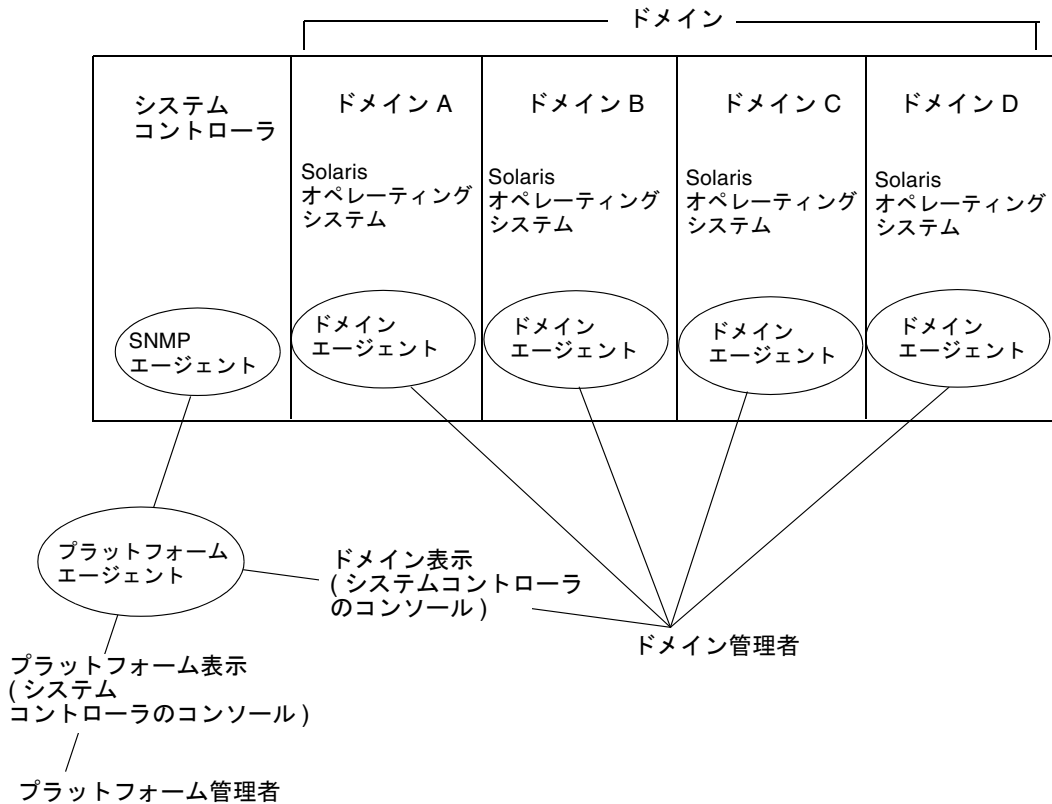 ドメイン
システム
コントローラ
ドメイン A
Solaris
オペレーティング
システム
ドメイン B
Solaris
オペレーティング
システム
ドメイン C
Solaris
オペレーティング
システム
ドメイン D
Solaris
オペレーティング
システム
SNMP
エージェント
ドメイン
エージェント
ドメイン
エージェント
ドメイン
エージェント
ドメイン
エージェント
プラットフォーム
エージェント
ドメイン表示
( システムコントローラ
のコンソール )
ドメイン管理者
プラットフォーム表示
( システム
コントローラのコンソール )
プラットフォーム管理者